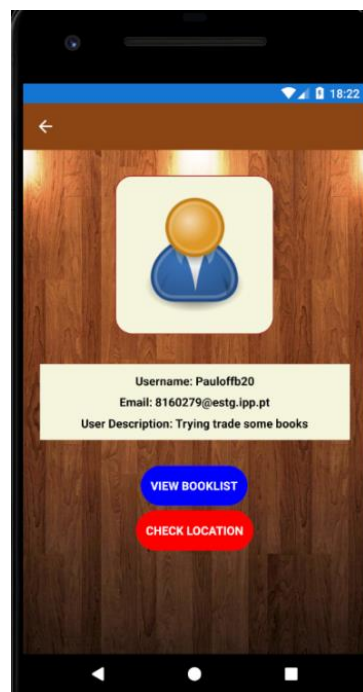 18:22
Username: Pauloffb20
Email: 8160279@estg.ipp.pt
User Description: Trying trade some books
VIEW BOOKLIST
CHECK LOCATION